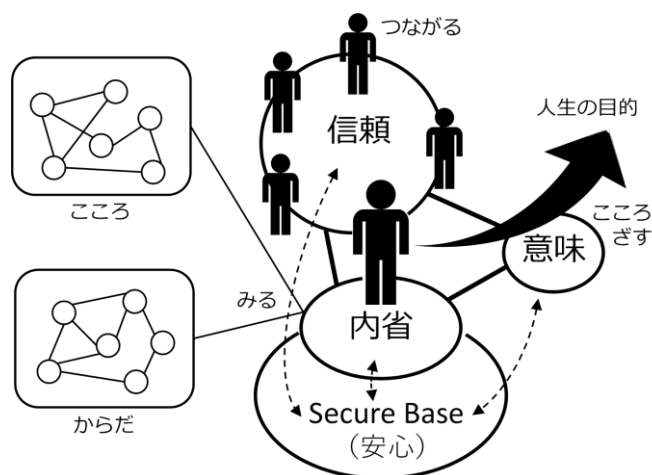 つながる
信頼
人生の目的
こころ
こころ
ざす
意味
みる
内省
からだ
Secure Base
（安心）